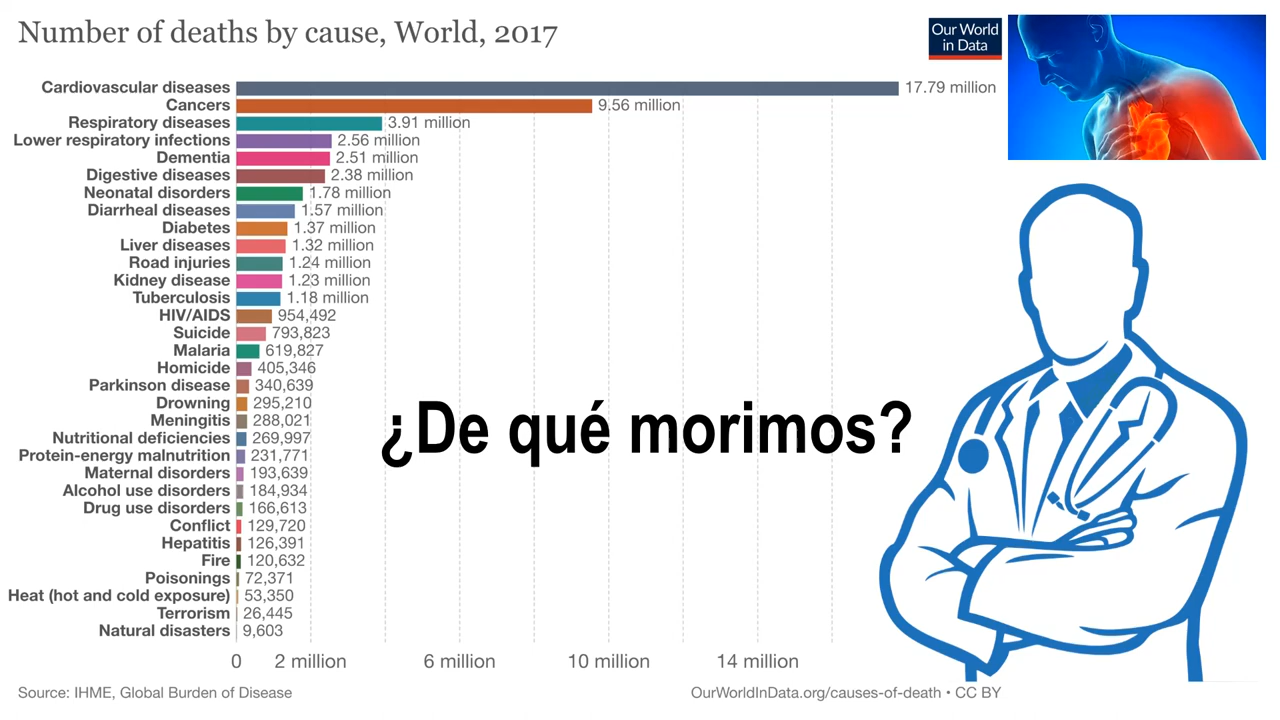 Number of deaths by cause, World, 2017
Our World
in Data
Cardiovascular diseases 17.79 million
Cancers 9.56 million
Respiratory diseases 3.91 million
Lower respiratory infections 2.56 million
Dementia 2.51 million
Digestive diseases 2.38 million
Neonatal disorders 1.78 million
Diarrheal diseases 1.57 million
Diabetes 1.37 million
Liver diseases 1.32 million
Road injuries 1.24 million
Kidney disease 1.23 million
Tuberculosis 1.18 million
HIV/AIDS 954,492
Suicide 793,823
Malaria 619,827
Homicide 405,346
Parkinson disease 340,639
Drowning 295,210
Meningitis 288,021
Nutritional deficiencies 269,997
Protein-energy malnutrition 231,771
Maternal disorders 193,639
Alcohol use disorders 184,934
Drug use disorders 166,613
Conflict 129,720
Hepatitis 126,391
Fire 120,632
Poisonings 72,371
Heat (hot and cold exposure) 53,350
Terrorism 26,445
Natural disasters 9,603
¿De qué morimos?
0 2 million 6 million 10 million 14 million
Source: IHME, Global Burden of Disease
OurWorldInData.org/causes-of-death • CC BY